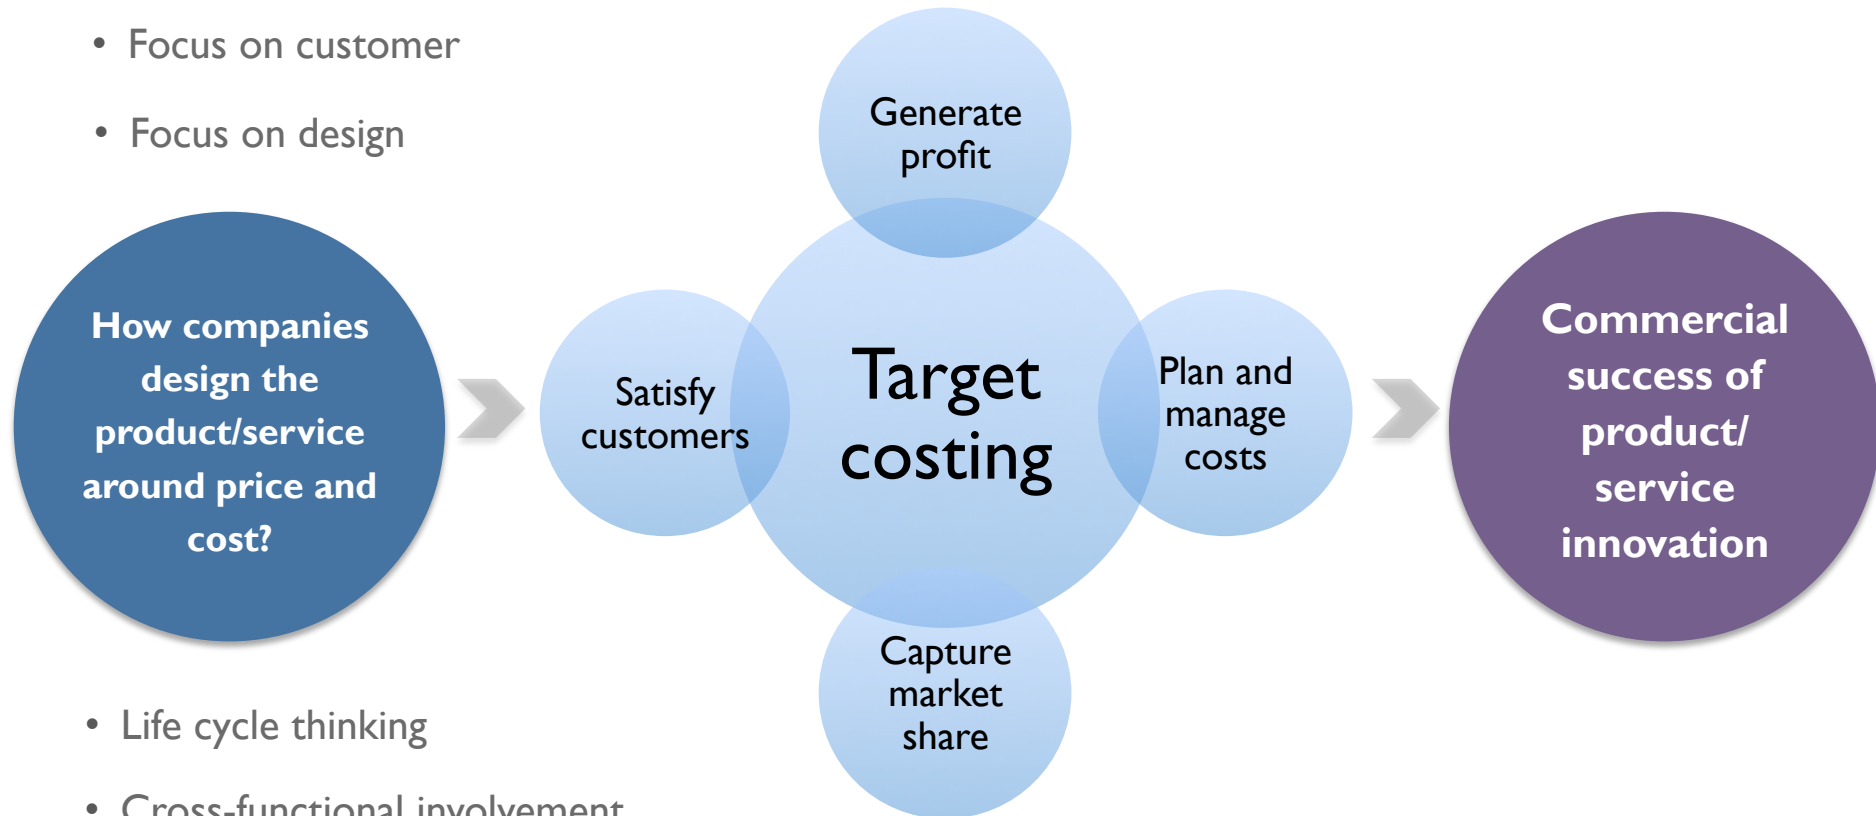 • Focus on customer
• Focus on design
How companies
design the
product/service
around price and
cost?
Generate
profit
Satisfy
customers
Target
costing
Plan and
manage
costs
Capture
market
share
Commercial
success of
product/
service
innovation
• Life cycle thinking
• Cross-functional involvement